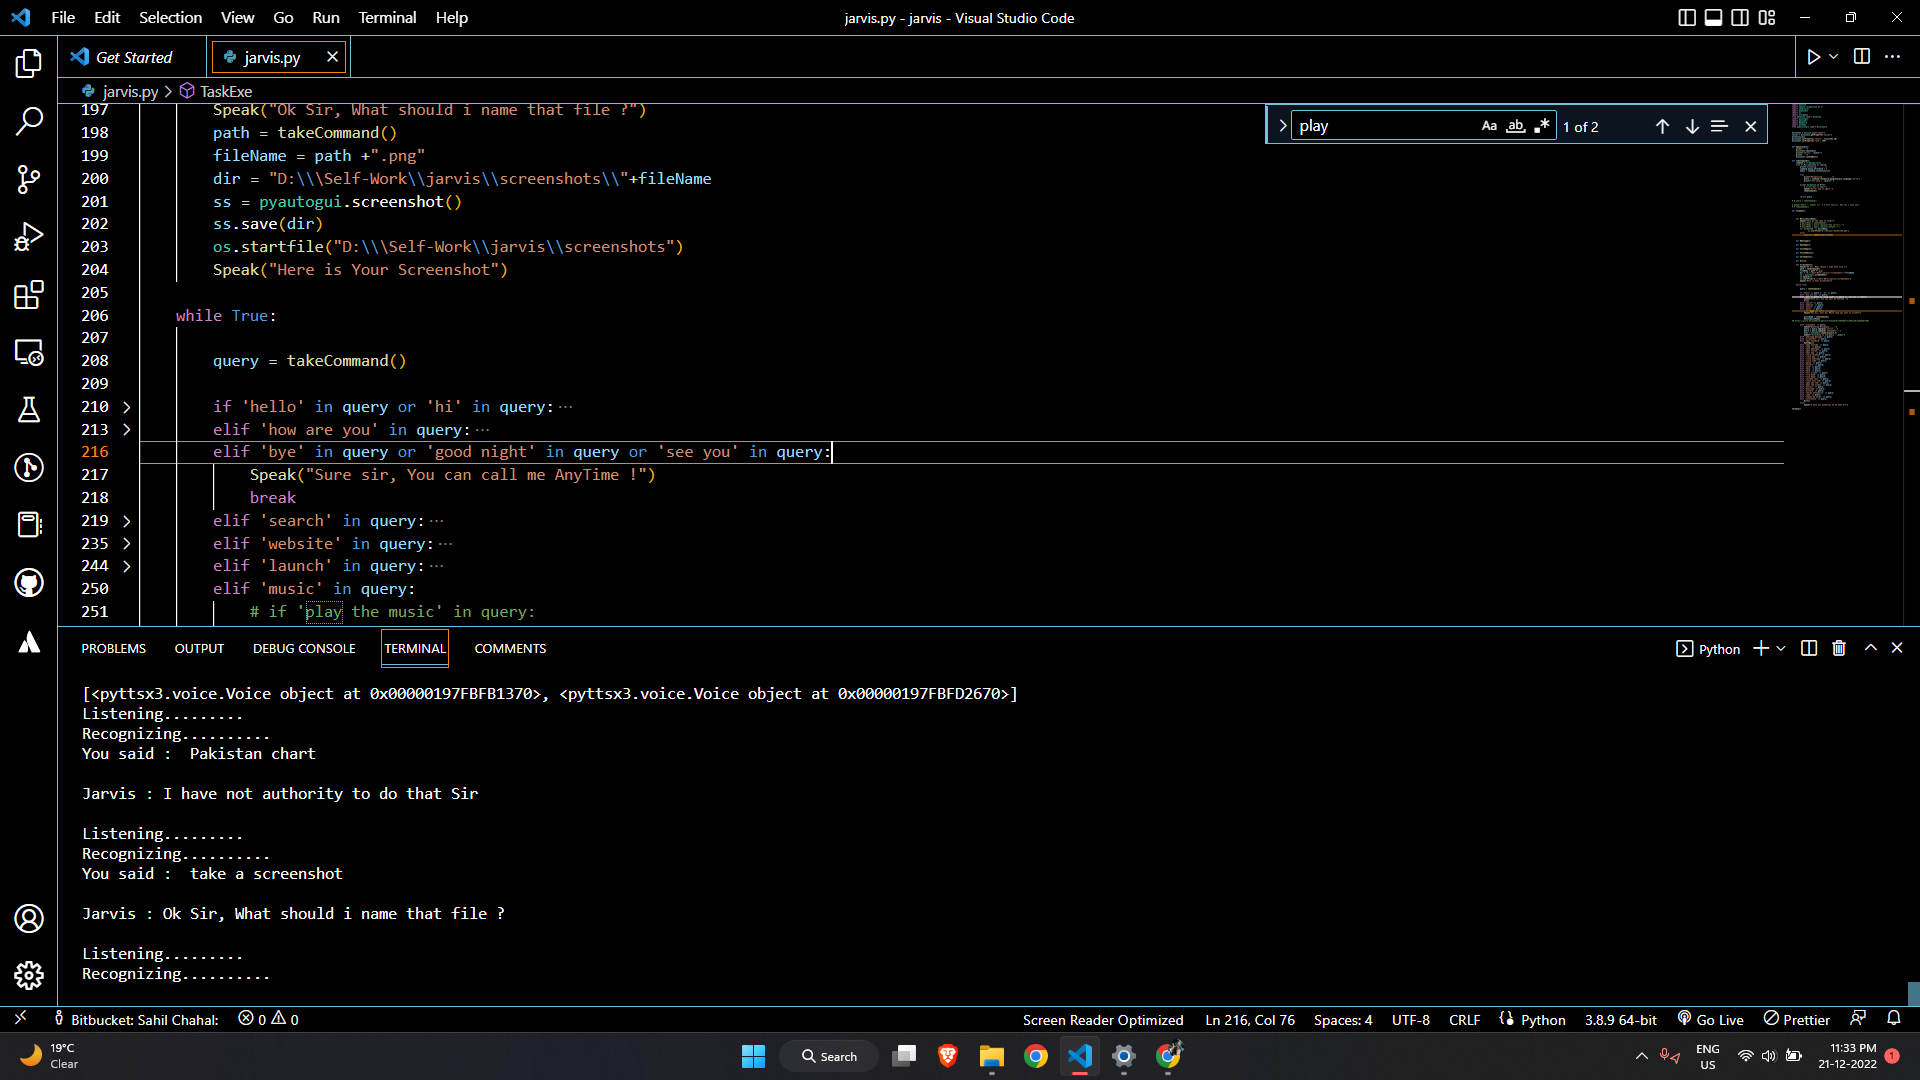 File Edit Selection View Go Run Terminal Help
jarvis.py - jarvis - Visual Studio Code
Get Started
jarvis.py
jarvis.py > TaskExe
play Aa ab 1 of 2
197 Speak("Ok Sir, What should i name that file ?")
198 path = takeCommand()
199 fileName = path +".png"
200 dir = "D:\\\Self-Work\\jarvis\\screenshots\\"+fileName
201 ss = pyautogui.screenshot()
202 ss.save(dir)
203 os.startfile("D:\\\Self-Work\\jarvis\\screenshots")
204 Speak("Here is Your Screenshot")
205
206 while True:
207
208 query = takeCommand()
209
210 if 'hello' in query or 'hi' in query:···
213 elif 'how are you' in query:···
216 elif 'bye' in query or 'good night' in query or 'see you' in query:
217 Speak("Sure sir, You can call me AnyTime !")
218 break
219 elif 'search' in query:···
235 elif 'website' in query:···
244 elif 'launch' in query:···
250 elif 'music' in query:
251 # if 'play the music' in query:
PROBLEMS OUTPUT DEBUG CONSOLE TERMINAL COMMENTS
Python
[<pyttsx3.voice.Voice object at 0x00000197FBFB1370>, <pyttsx3.voice.Voice object at 0x00000197FBFD2670>]
Listening.........
Recognizing..........
You said :  Pakistan chart
Jarvis : I have not authority to do that Sir
Listening.........
Recognizing..........
You said :  take a screenshot
Jarvis : Ok Sir, What should i name that file ?
Listening.........
Recognizing..........
Bitbucket: Sahil Chahal: 0 0
Screen Reader Optimized Ln 216, Col 76 Spaces: 4 UTF-8 CRLF Python 3.8.9 64-bit Go Live Prettier
19°C
Clear
Search
ENG
US
11:33 PM
21-12-2022
1